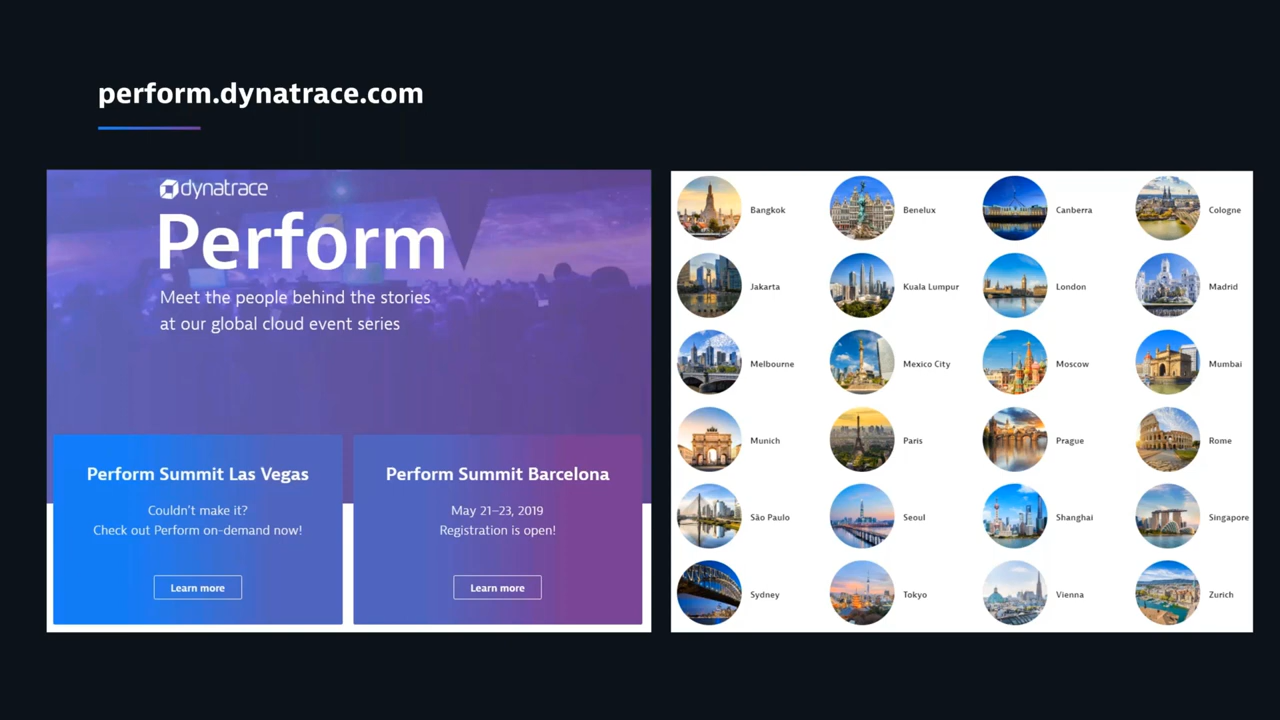 perform.dynatrace.com
dynatrace
Perform
Meet the people behind the stories
at our global cloud event series
Perform Summit Las Vegas
Couldn't make it?
Check out Perform on-demand now!
Learn more
Perform Summit Barcelona
May 21–23, 2019
Registration is open!
Learn more
Bangkok
Benelux
Canberra
Cologne
Jakarta
Kuala Lumpur
London
Madrid
Melbourne
Mexico City
Moscow
Mumbai
Munich
Paris
Prague
Rome
São Paulo
Seoul
Shanghai
Singapore
Sydney
Tokyo
Vienna
Zurich